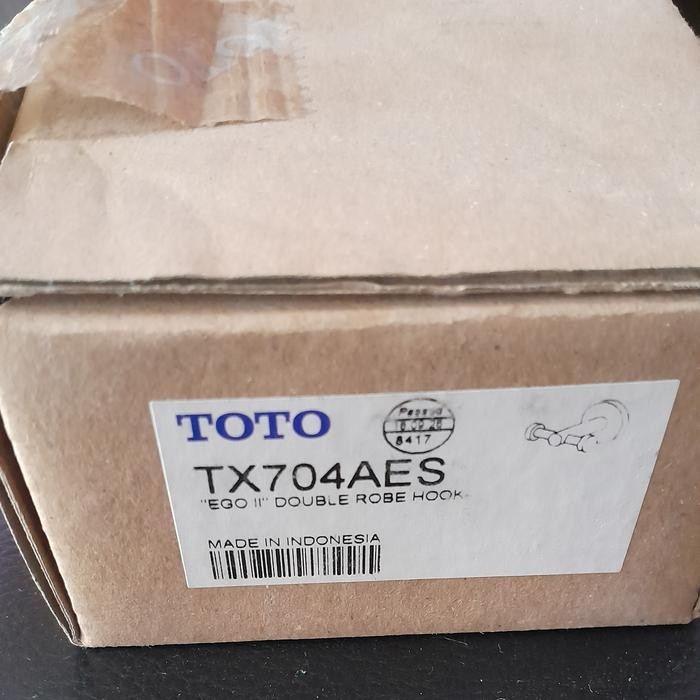 TOTO
Passed
8417
TX704AES
"EGO II" DOUBLE ROBE HOOK
MADE IN INDONESIA